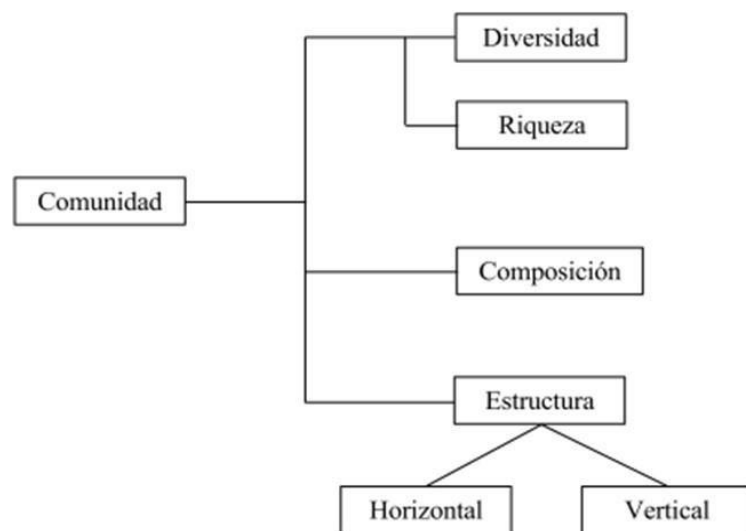 Diversidad
Riqueza
Comunidad
Composición
Estructura
Horizontal
Vertical